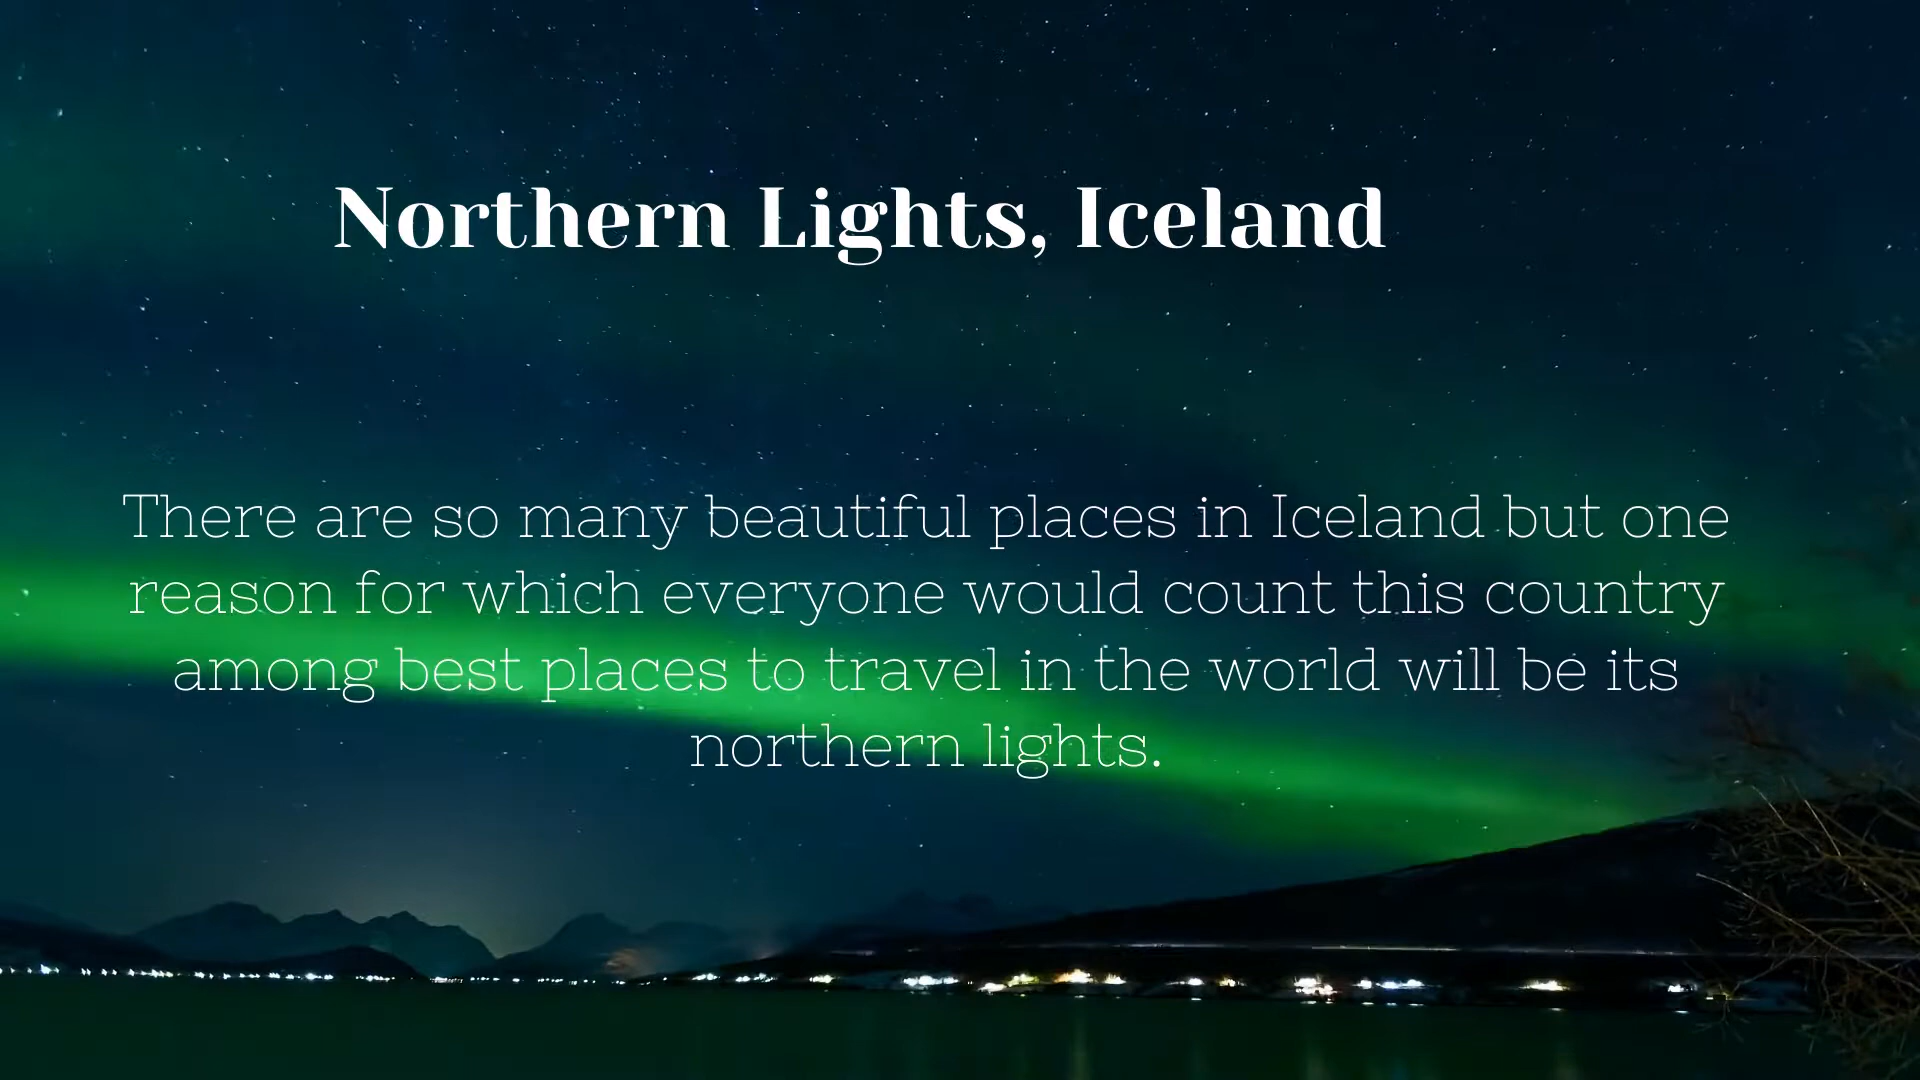 Northern Lights, Iceland
There are so many beautiful places in Iceland but one
reason for which everyone would count this country
among best places to travel in the world will be its
northern lights.